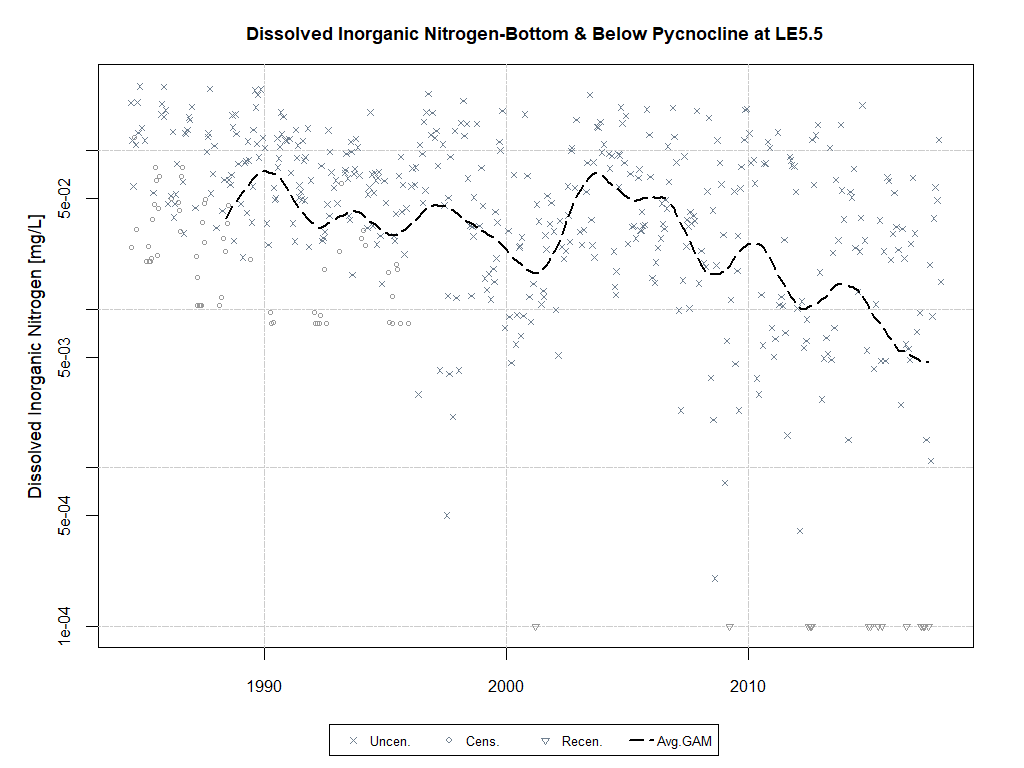 Dissolved Inorganic Nitrogen-Bottom & Below Pycnocline at LE5.5
Dissolved Inorganic Nitrogen [mg/L]
5e-02
5e-03
5e-04
1e-04
1990 2000 2010
Uncen. Cens. Recen. Avg.GAM